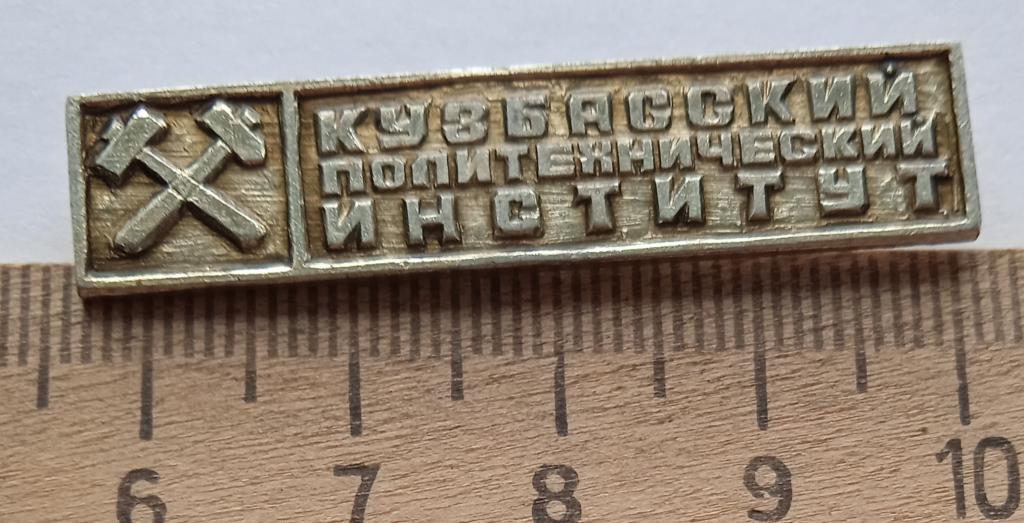 КУЗБАССКИЙ
ПОЛИТЕХНИЧЕСКИЙ
ИНСТИТУТ
6 7 8 9 10